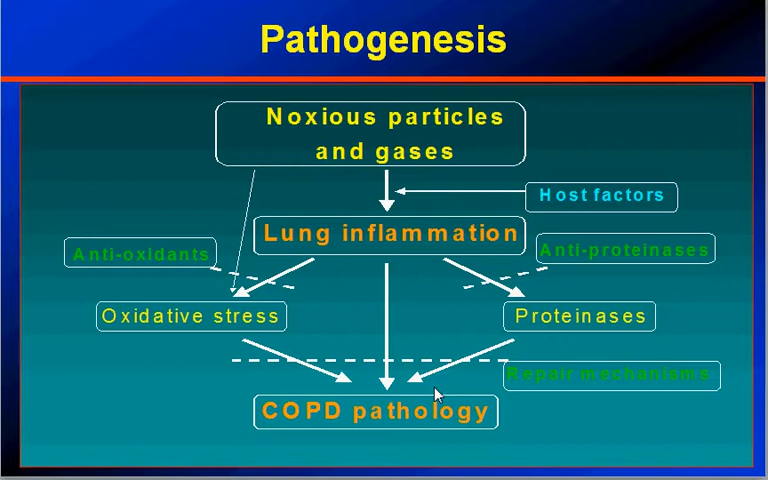 Pathogenesis
Noxious particles
and gases
Host factors
Lung inflammation
Anti-oxidants
Anti-proteinases
Oxidative stress
Proteinases
Repair mechanisms
COPD pathology